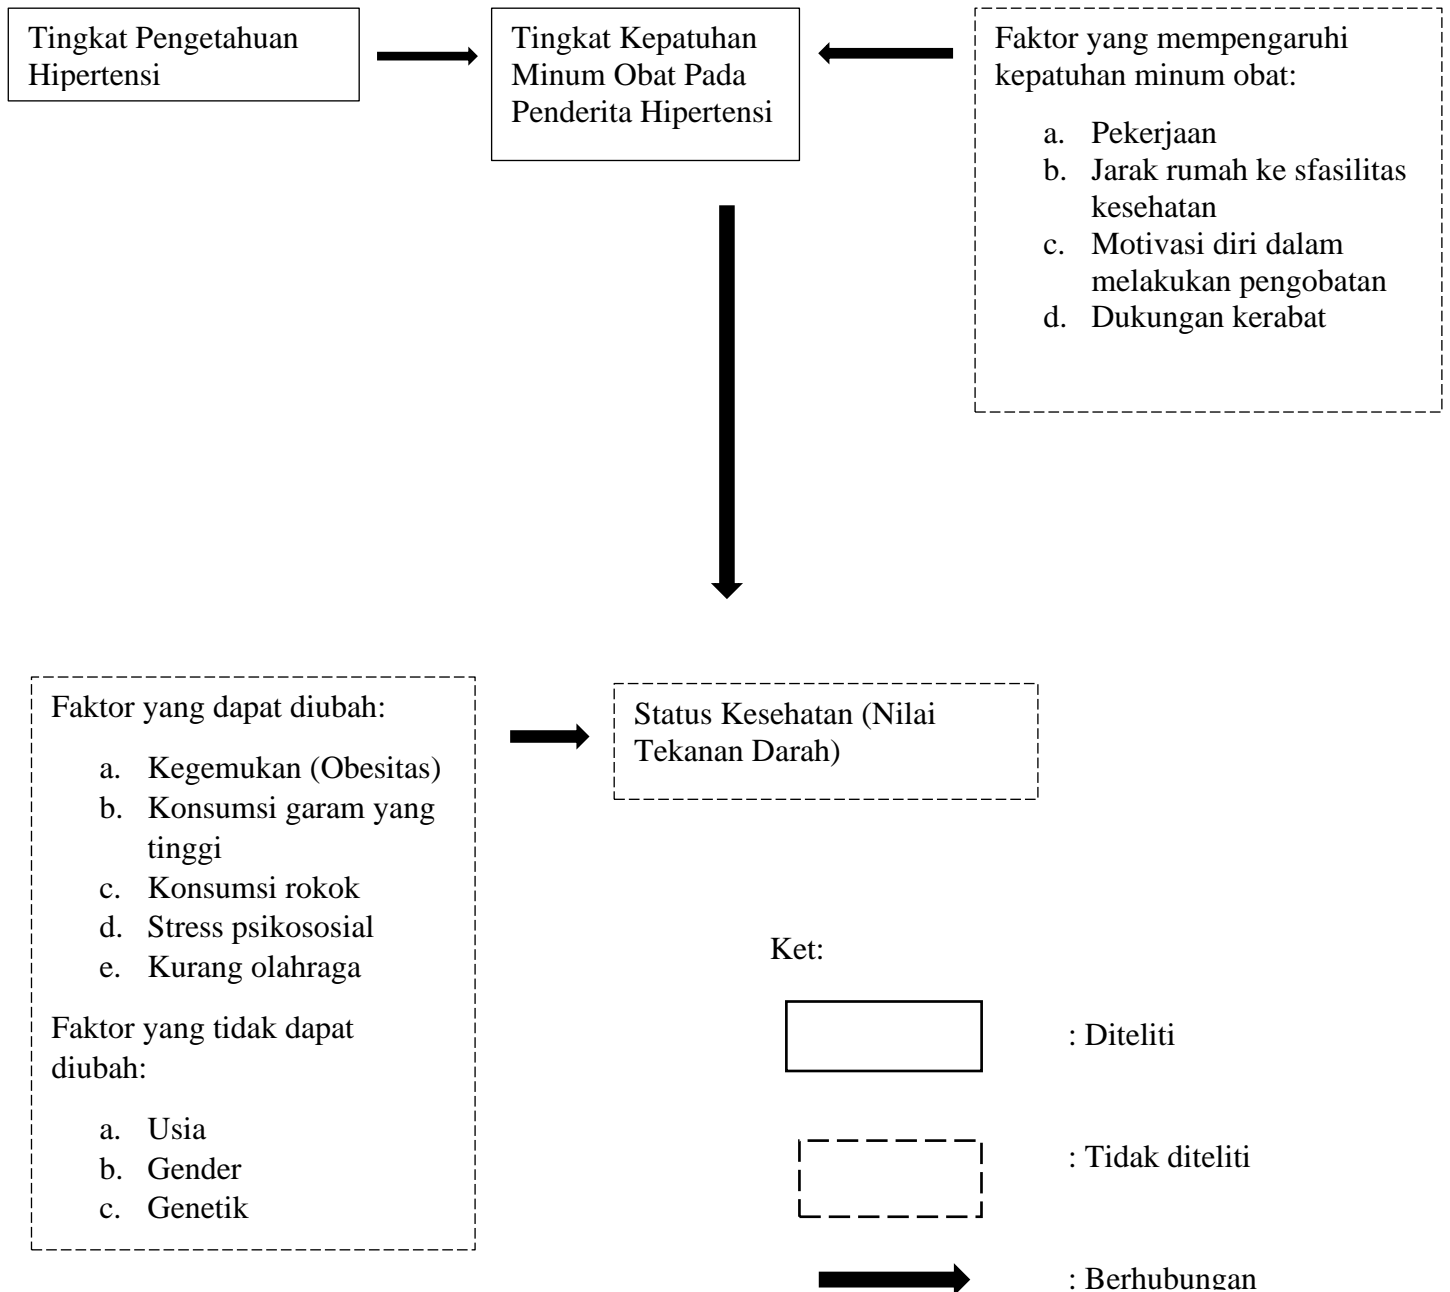 Tingkat Pengetahuan
Hipertensi
Tingkat Kepatuhan
Minum Obat Pada
Penderita Hipertensi
Faktor yang mempengaruhi
kepatuhan minum obat:
a. Pekerjaan
b. Jarak rumah ke sfasilitas
kesehatan
c. Motivasi diri dalam
melakukan pengobatan
d. Dukungan kerabat
Faktor yang dapat diubah:
a. Kegemukan (Obesitas)
b. Konsumsi garam yang
tinggi
c. Konsumsi rokok
d. Stress psikososial
e. Kurang olahraga
Faktor yang tidak dapat
diubah:
a. Usia
b. Gender
c. Genetik
Status Kesehatan (Nilai
Tekanan Darah)
Ket:
: Diteliti
: Tidak diteliti
: Berhubungan